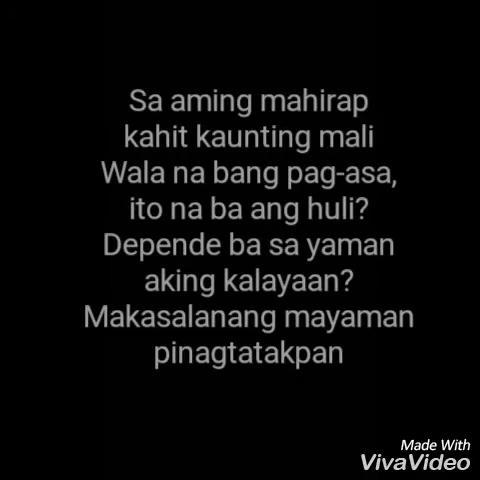 Sa aming mahirap
kahit kaunting mali
Wala na bang pag-asa,
ito na ba ang huli?
Depende ba sa yaman
aking kalayaan?
Makasalanang mayaman
pinagtatakpan
Made With
VivaVideo